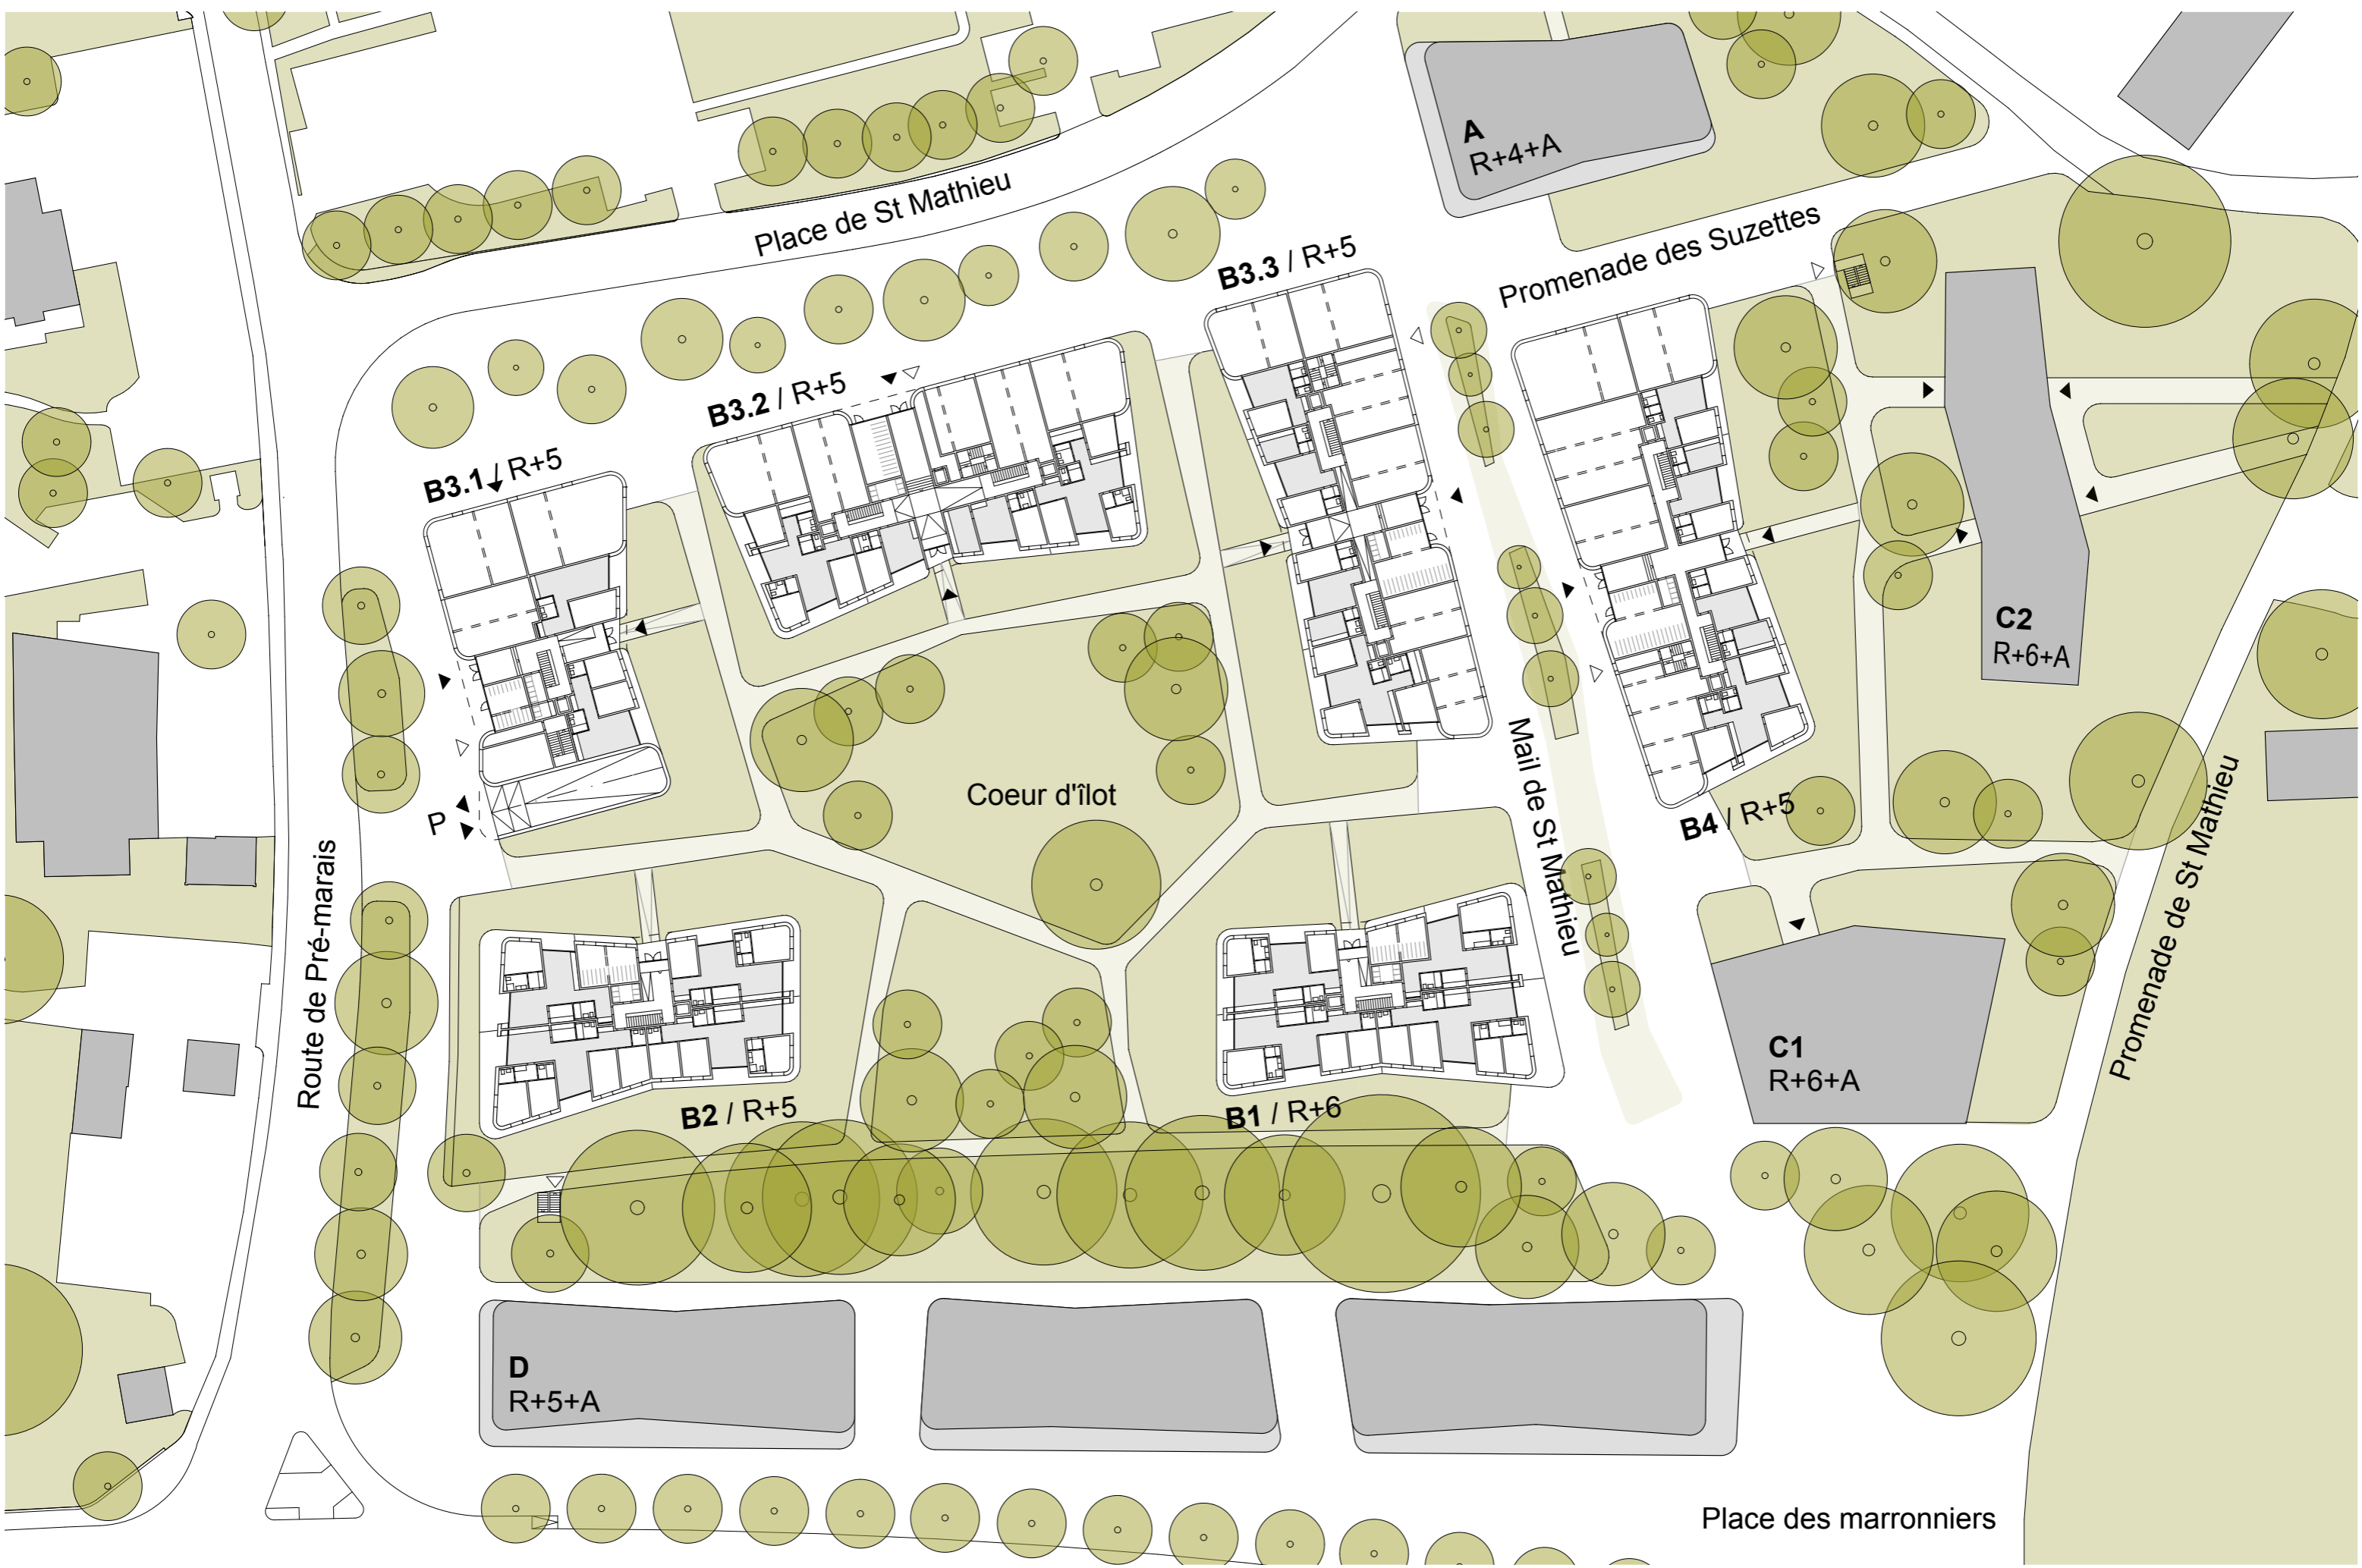 A
R+4+A
Place de St Mathieu
Promenade des Suzettes
B3.3 / R+5
B3.2 / R+5
B3.1 / R+5
C2
R+6+A
Coeur d'îlot
Mail de St Mathieu
P
B4 / R+5
Promenade de St Mathieu
Route de Pré-marais
C1
R+6+A
B2 / R+5
B1 / R+6
D
R+5+A
Place des marronniers